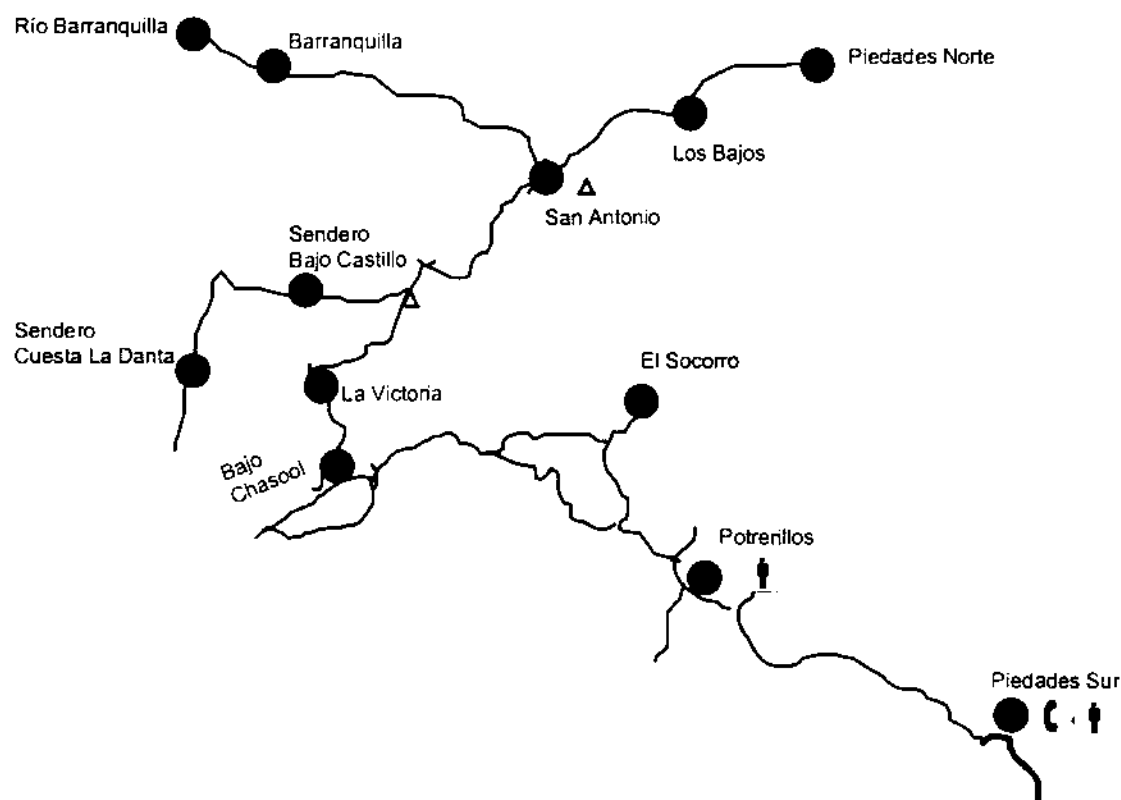 Río Barranquilla
Barranquilla
Piedades Norte
Los Bajos
San Antonio
Sendero
Bajo Castillo
Sendero
Cuesta La Danta
El Socorro
La Victoria
Bajo
Chasool
Potrerillos
Piedades Sur